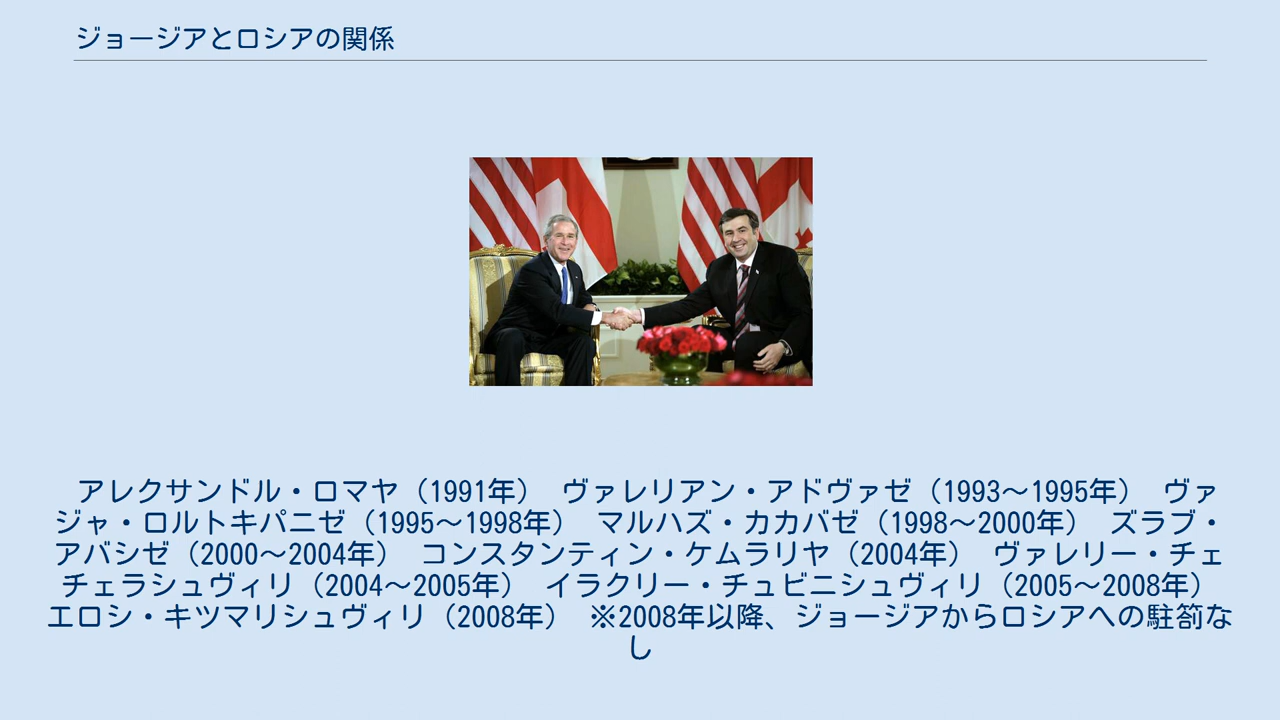 ジョージアとロシアの関係
アレクサンドル・ロマヤ（1991年）　ヴァレリアン・アドヴァゼ（1993〜1995年）　ヴァ
ジャ・ロルトキパニゼ（1995〜1998年）　マルハズ・カカバゼ（1998〜2000年）　ズラブ・
アバシゼ（2000〜2004年）　コンスタンティン・ケムラリヤ（2004年）　ヴァレリー・チェ
チェラシュヴィリ（2004〜2005年）　イラクリー・チュビニシュヴィリ（2005〜2008年）
エロシ・キツマリシュヴィリ（2008年）　※2008年以降、ジョージアからロシアへの駐箚な
し